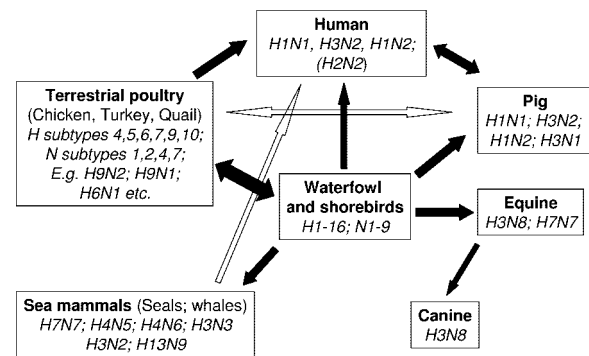 Human
H1N1, H3N2, H1N2;
(H2N2)
Terrestrial poultry
(Chicken, Turkey, Quail)
H subtypes 4,5,6,7,9,10;
N subtypes 1,2,4,7;
E.g. H9N2; H9N1;
H6N1 etc.
Pig
H1N1; H3N2;
H1N2; H3N1
Waterfowl
and shorebirds
H1-16; N1-9
Equine
H3N8; H7N7
Sea mammals (Seals; whales)
H7N7; H4N5; H4N6; H3N3
H3N2; H13N9
Canine
H3N8